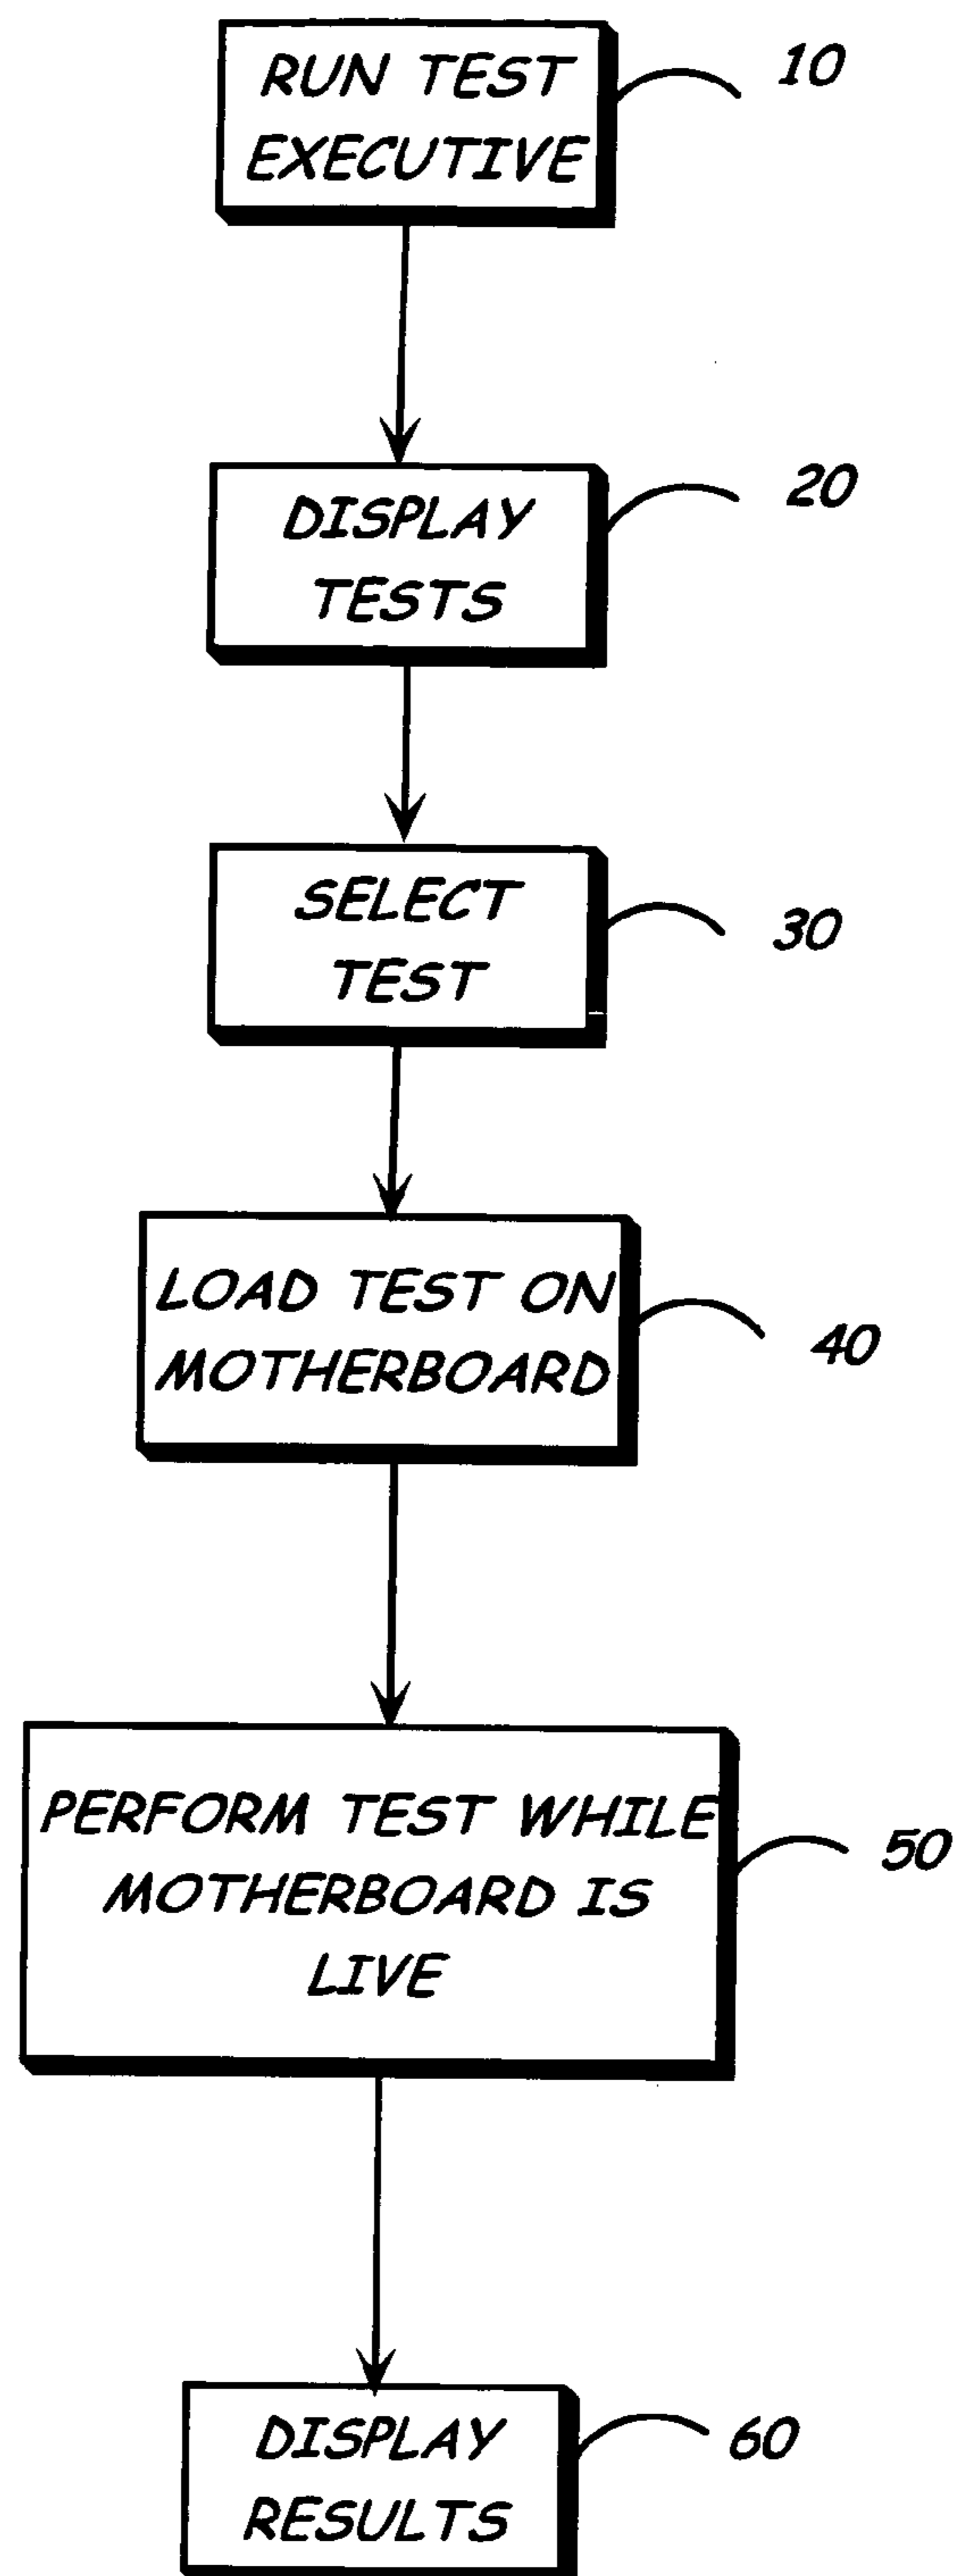 RUN TEST
EXECUTIVE
10
DISPLAY
TESTS
20
SELECT
TEST
30
LOAD TEST ON
MOTHERBOARD
40
PERFORM TEST WHILE
MOTHERBOARD IS
LIVE
50
DISPLAY
RESULTS
60